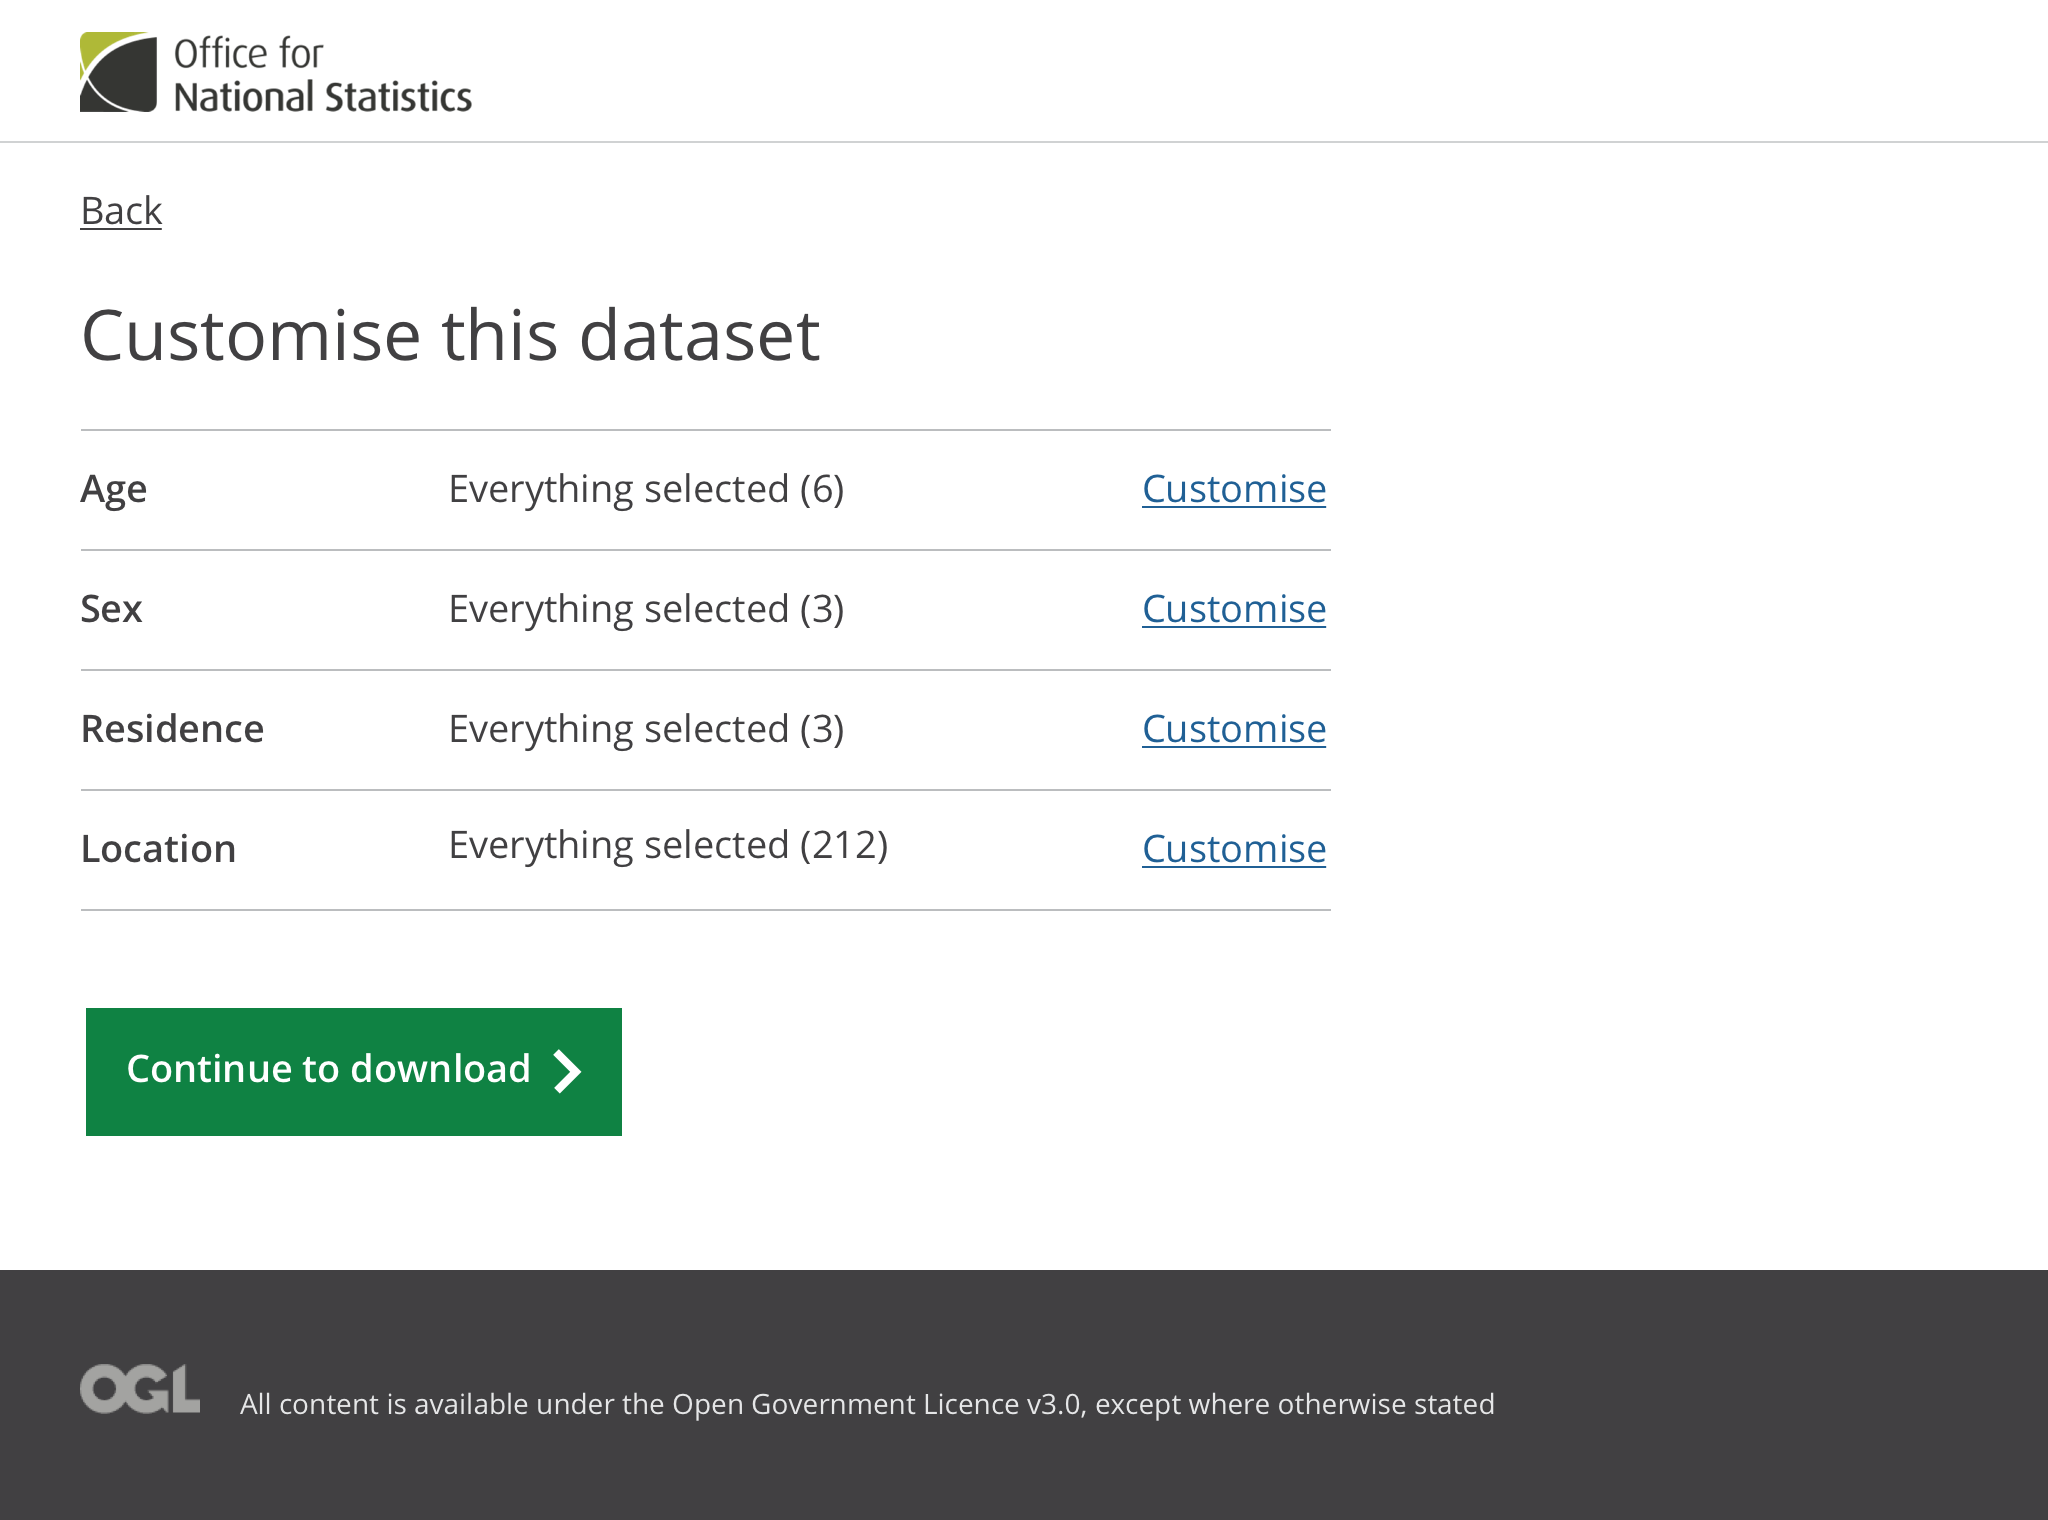 Office for
National Statistics
Back
Customise this dataset
Age Everything selected (6) Customise
Sex Everything selected (3) Customise
Residence Everything selected (3) Customise
Location Everything selected (212) Customise
Continue to download
OGL All content is available under the Open Government Licence v3.0, except where otherwise stated